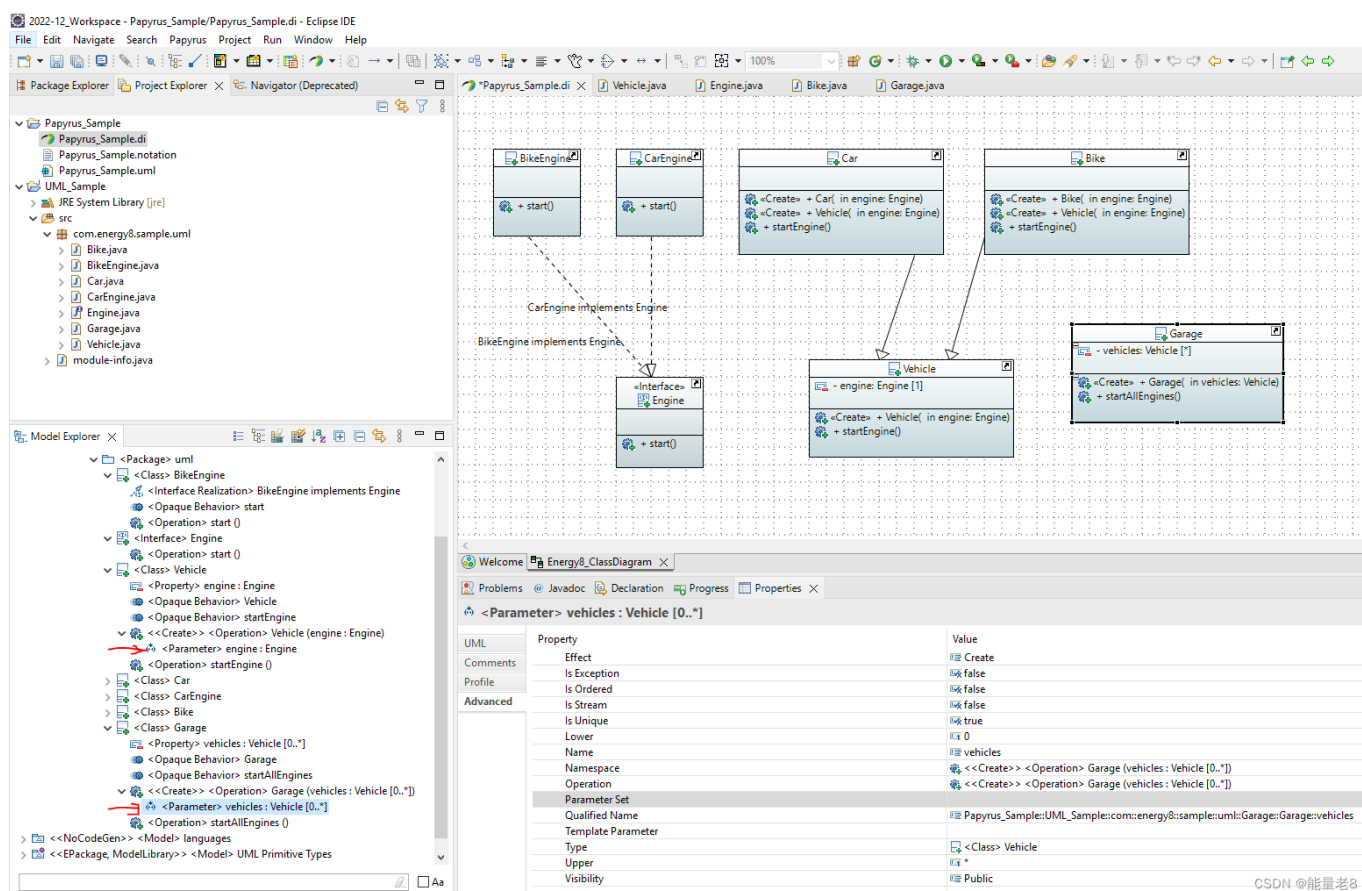 2022-12_Workspace - Papyrus_Sample/Papyrus_Sample.di - Eclipse IDE
File Edit Navigate Search Papyrus Project Run Window Help
100%
Package Explorer Project Explorer Navigator (Deprecated)
Papyrus_Sample
Papyrus_Sample.di
Papyrus_Sample.notation
Papyrus_Sample.uml
UML_Sample
JRE System Library [jre]
src
com.energy8.sample.uml
Bike.java
BikeEngine.java
Car.java
CarEngine.java
Engine.java
Garage.java
Vehicle.java
module-info.java
*Papyrus_Sample.di Vehicle.java Engine.java Bike.java Garage.java
BikeEngine
+ start()
CarEngine
+ start()
Car
«Create» + Car( in engine: Engine)
«Create» + Vehicle( in engine: Engine)
+ startEngine()
Bike
«Create» + Bike( in engine: Engine)
«Create» + Vehicle( in engine: Engine)
+ startEngine()
CarEngine implements Engine
BikeEngine implements Engine
«Interface»
Engine
+ start()
Vehicle
- engine: Engine [1]
«Create» + Vehicle( in engine: Engine)
+ startEngine()
Garage
- vehicles: Vehicle [*]
«Create» + Garage( in vehicles: Vehicle)
+ startAllEngines()
Model Explorer
<Package> uml
<Class> BikeEngine
<Interface Realization> BikeEngine implements Engine
<Opaque Behavior> start
<Operation> start ()
<Interface> Engine
<Operation> start ()
<Class> Vehicle
<Property> engine : Engine
<Opaque Behavior> Vehicle
<Opaque Behavior> startEngine
<<Create>> <Operation> Vehicle (engine : Engine)
<Parameter> engine : Engine
<Operation> startEngine ()
<Class> Car
<Class> CarEngine
<Class> Bike
<Class> Garage
<Property> vehicles : Vehicle [0..*]
<Opaque Behavior> Garage
<Opaque Behavior> startAllEngines
<<Create>> <Operation> Garage (vehicles : Vehicle [0..*])
<Parameter> vehicles : Vehicle [0..*]
<Operation> startAllEngines ()
<<NoCodeGen>> <Model> languages
<<EPackage, ModelLibrary>> <Model> UML Primitive Types
Aa
Welcome Energy8_ClassDiagram
Problems @ Javadoc Declaration Progress Properties
<Parameter> vehicles : Vehicle [0..*]
UML
Comments
Profile
Advanced
Property Value
Effect Create
Is Exception false
Is Ordered false
Is Stream false
Is Unique true
Lower 0
Name vehicles
Namespace <<Create>> <Operation> Garage (vehicles : Vehicle [0..*])
Operation <<Create>> <Operation> Garage (vehicles : Vehicle [0..*])
Parameter Set
Qualified Name Papyrus_Sample::UML_Sample::com::energy8::sample::uml::Garage::Garage::vehicles
Template Parameter
Type <Class> Vehicle
Upper *
Visibility Public
CSDN @能量老8